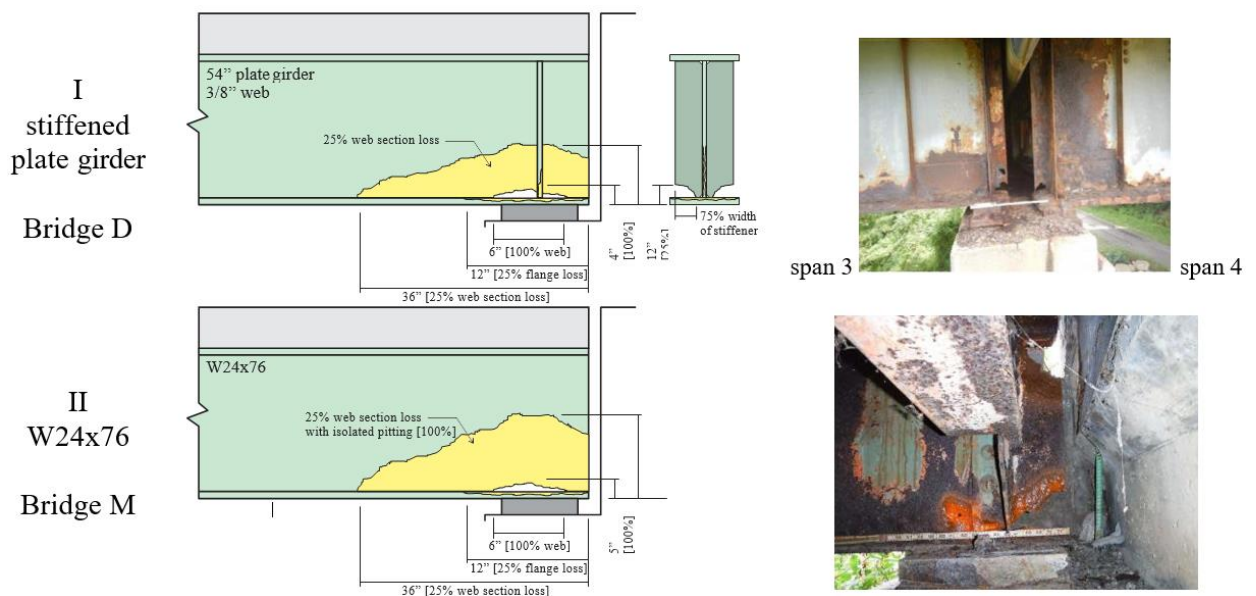 I
stiffened
plate girder
Bridge D
54” plate girder
3/8” web
25% web section loss
6” [100% web]
12” [25% flange loss]
36” [25% web section loss]
4”
[100%]
12”
[25%]
75% width
of stiffener
span 3
span 4
II
W24x76
Bridge M
W24x76
25% web section loss
with isolated pitting [100%]
6” [100% web]
12” [25% flange loss]
36” [25% web section loss]
5”
[100%]